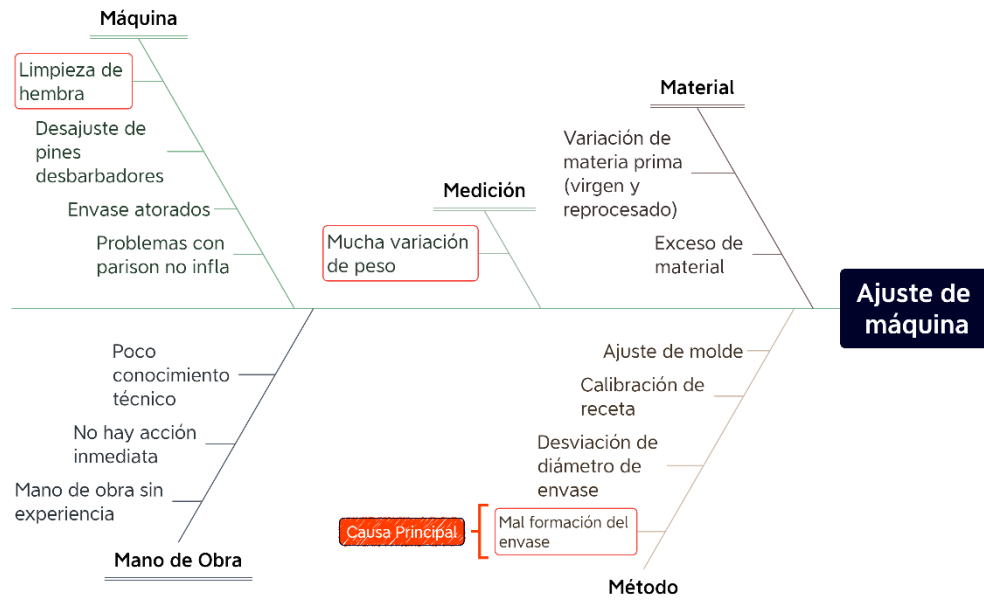 Máquina
Limpieza de
hembra
Desajuste de
pines
desbarbadores
Envase atorados
Problemas con
parison no infla
Medición
Mucha variación
de peso
Material
Variación de
materia prima
(virgen y
reprocesado)
Exceso de
material
Ajuste de
máquina
Poco
conocimiento
técnico
No hay acción
inmediata
Mano de obra sin
experiencia
Mano de Obra
Ajuste de molde
Calibración de
receta
Desviación de
diámetro de
envase
Causa Principal
Mal formación del
envase
Método